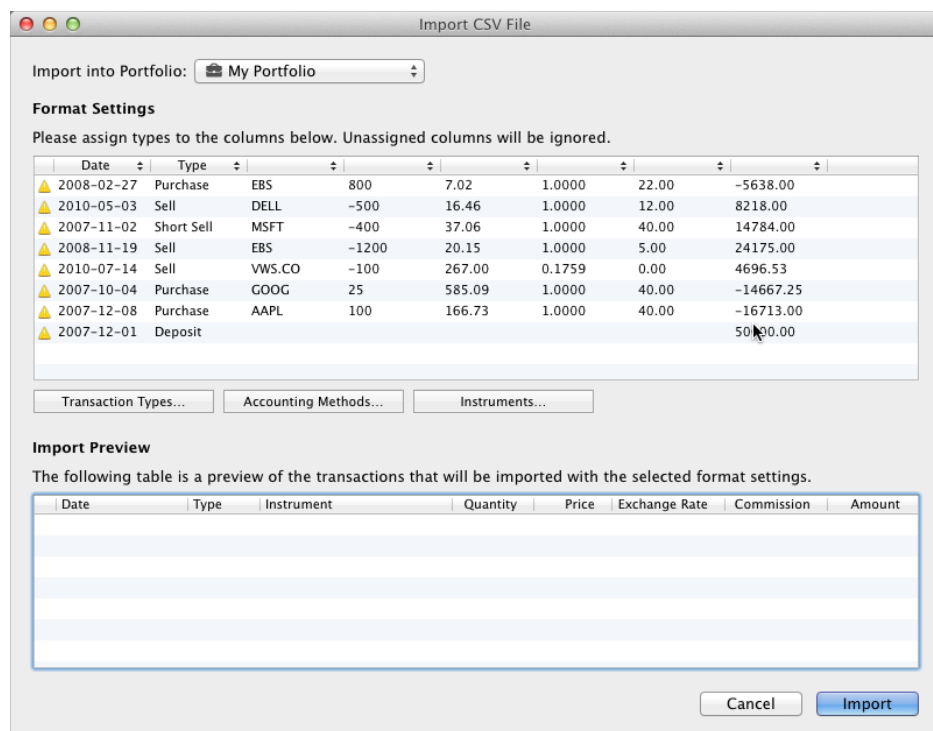 Import CSV File
Import into Portfolio: My Portfolio
Format Settings
Please assign types to the columns below. Unassigned columns will be ignored.
Date Type
2008-02-27 Purchase EBS 800 7.02 1.0000 22.00 -5638.00
2010-05-03 Sell DELL -500 16.46 1.0000 12.00 8218.00
2007-11-02 Short Sell MSFT -400 37.06 1.0000 40.00 14784.00
2008-11-19 Sell EBS -1200 20.15 1.0000 5.00 24175.00
2010-07-14 Sell VWS.CO -100 267.00 0.1759 0.00 4696.53
2007-10-04 Purchase GOOG 25 585.09 1.0000 40.00 -14667.25
2007-12-08 Purchase AAPL 100 166.73 1.0000 40.00 -16713.00
2007-12-01 Deposit
Transaction Types... Accounting Methods... Instruments...
Import Preview
The following table is a preview of the transactions that will be imported with the selected format settings.
Date Type Instrument Quantity Price Exchange Rate Commission Amount
Cancel Import